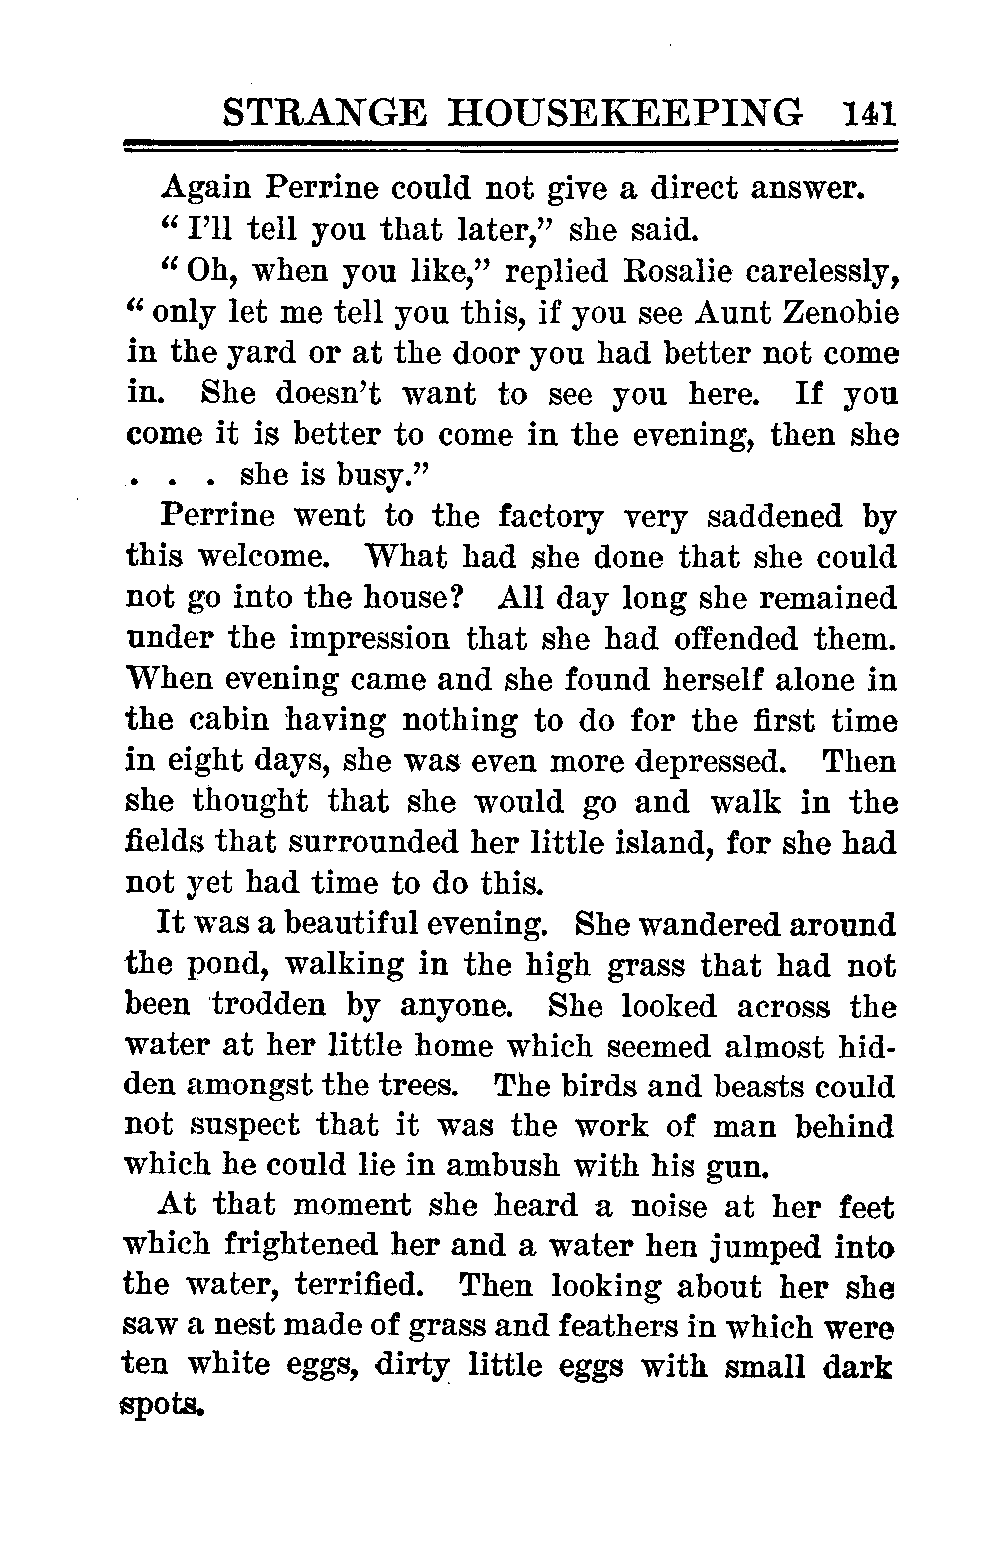 STRANGE HOUSEKEEPING 141
Again Perrine could not give a direct answer.
“ I’ll tell you that later,” she said.
“ Oh, when you like,” replied Rosalie carelessly,
“ only let me tell you this, if you see Aunt Zenobie
in the yard or at the door you had better not come
in. She doesn’t want to see you here. If you
come it is better to come in the evening, then she
. . . she is busy.”
Perrine went to the factory very saddened by
this welcome. What had she done that she could
not go into the house? All day long she remained
under the impression that she had offended them.
When evening came and she found herself alone in
the cabin having nothing to do for the first time
in eight days, she was even more depressed. Then
she thought that she would go and walk in the
fields that surrounded her little island, for she had
not yet had time to do this.
It was a beautiful evening. She wandered around
the pond, walking in the high grass that had not
been trodden by anyone. She looked across the
water at her little home which seemed almost hid-
den amongst the trees. The birds and beasts could
not suspect that it was the work of man behind
which he could lie in ambush with his gun.
At that moment she heard a noise at her feet
which frightened her and a water hen jumped into
the water, terrified. Then looking about her she
saw a nest made of grass and feathers in which were
ten white eggs, dirty little eggs with small dark
spots.